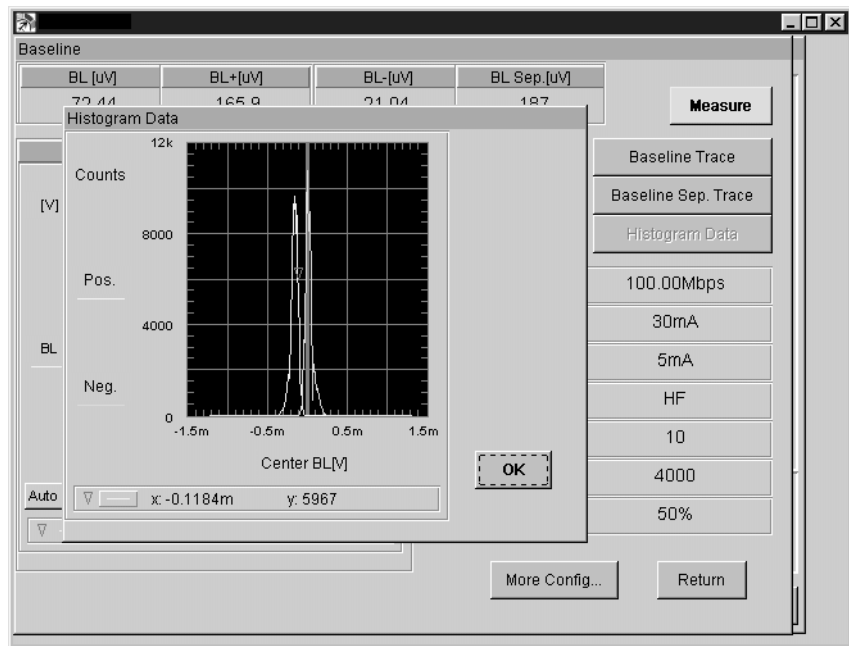 Baseline
BL [uV] BL+[uV] BL-[uV] BL Sep.[uV]
72.44 165.9 21.04 187
Measure
Histogram Data
12k
Counts
8000
Pos.
4000
Neg.
0
-1.5m -0.5m 0.5m 1.5m
Center BL[V]
x: -0.1184m y: 5967
OK
[V]
BL
Auto
Baseline Trace
Baseline Sep. Trace
Histogram Data
100.00Mbps
30mA
5mA
HF
10
4000
50%
More Config...
Return